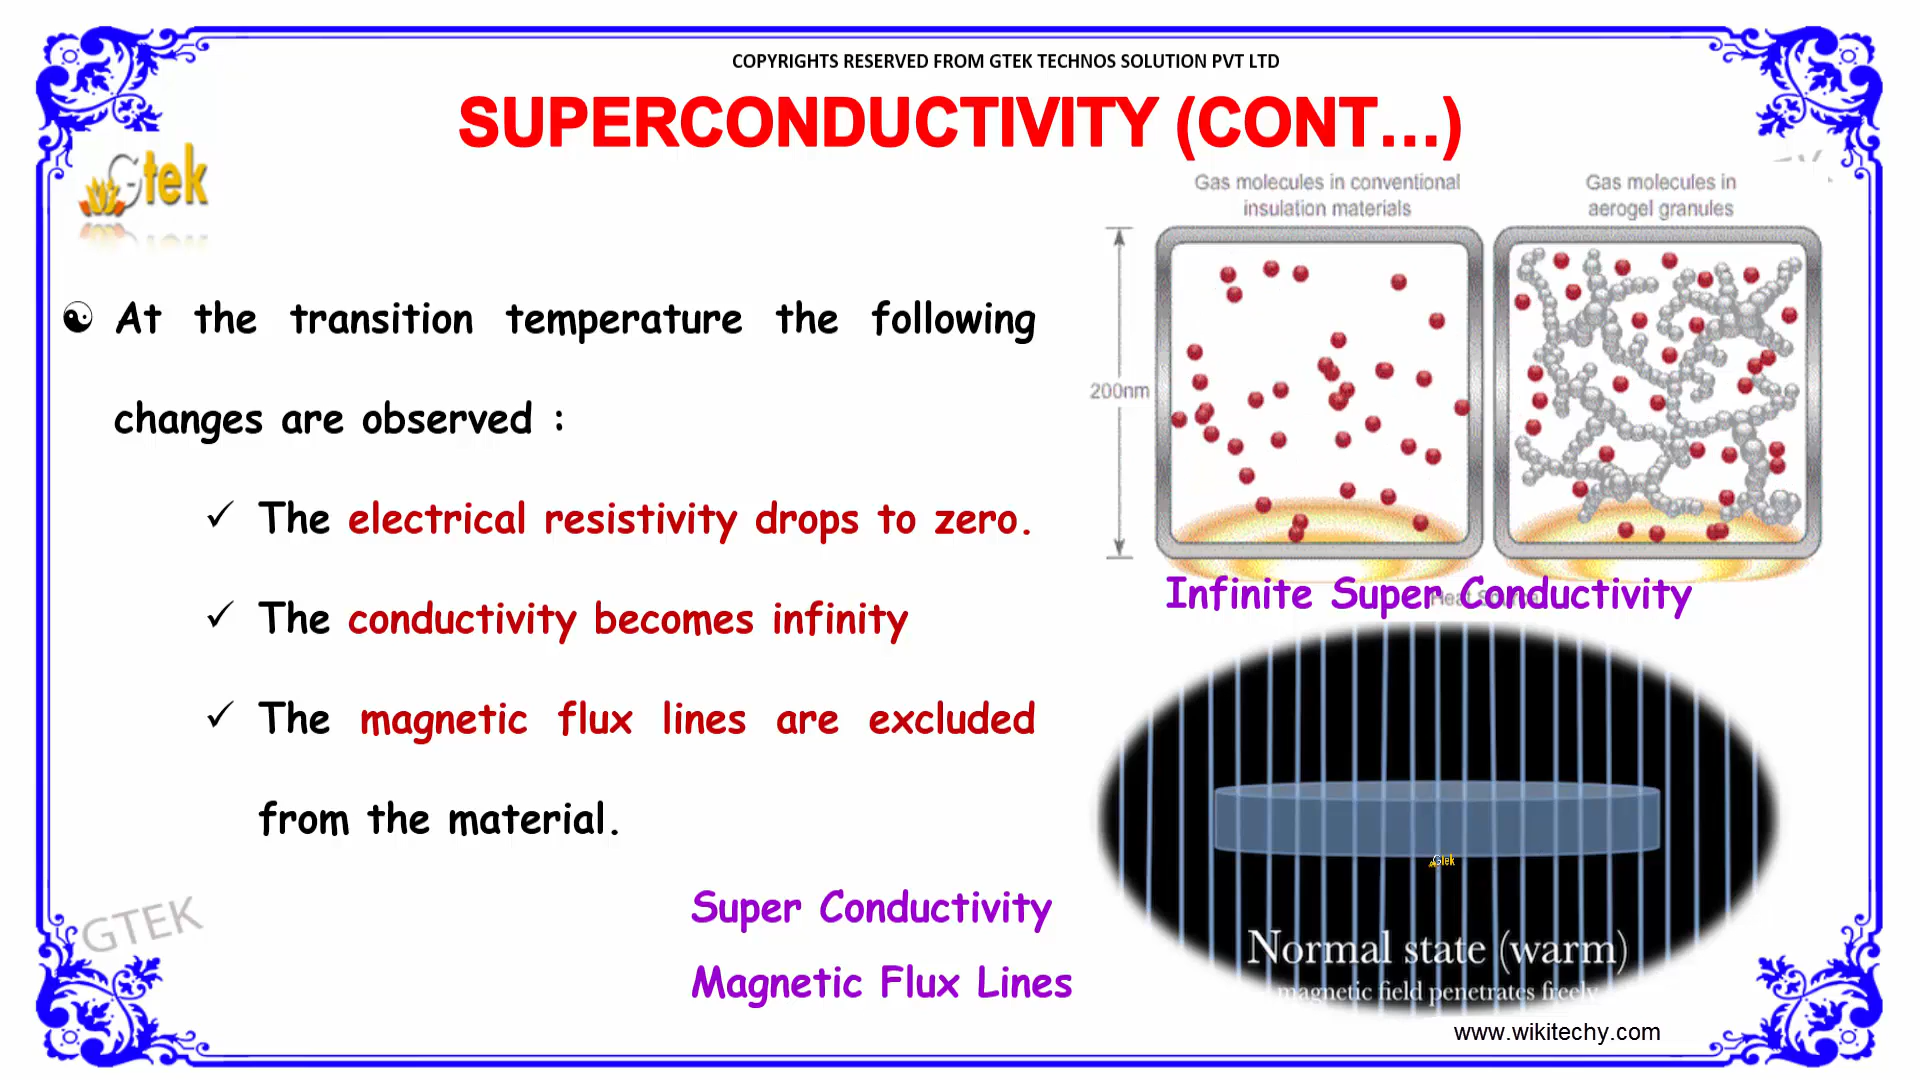 COPYRIGHTS RESERVED FROM GTEK TECHNOS SOLUTION PVT LTD
SUPERCONDUCTIVITY (CONT...)
Gtek
Gas molecules in conventional
insulation materials
Gas molecules in
aerogel granules
200nm
At the transition temperature the following
changes are observed :
✓ The electrical resistivity drops to zero.
✓ The conductivity becomes infinity
✓ The magnetic flux lines are excluded
from the material.
Infinite Super Conductivity
Gtek
Normal state (warm)
magnetic field penetrates freely
Super Conductivity
Magnetic Flux Lines
GTEK
www.wikitechy.com